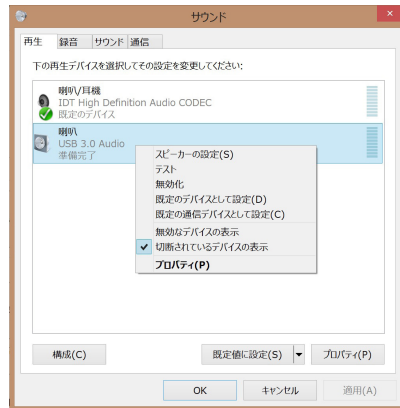 サウンド
再生 録音 サウンド 通信
下の再生デバイスを選択してその設定を変更してください:
喇叭/耳機
IDT High Definition Audio CODEC
既定のデバイス
喇叭
USB 3.0 Audio
準備完了
スピーカーの設定(S)
テスト
無効化
既定のデバイスとして設定(D)
既定の通信デバイスとして設定(C)
無効なデバイスの表示
切断されているデバイスの表示
プロパティ(P)
構成(C) 既定値に設定(S) プロパティ(P)
OK キャンセル 適用(A)